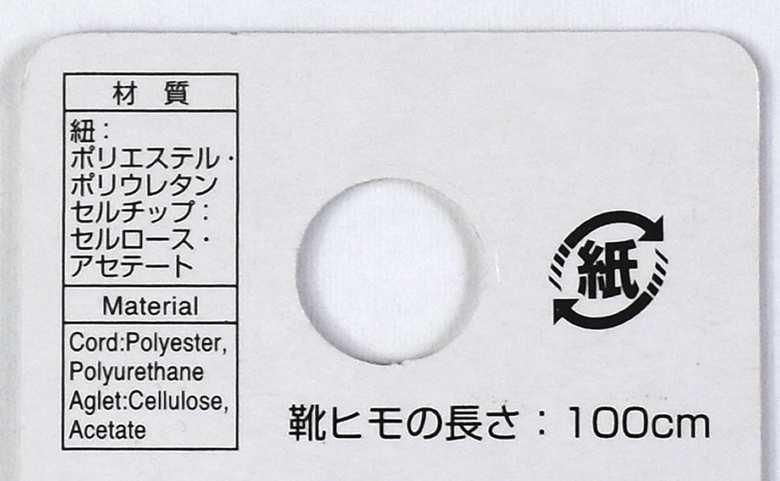 材 質
紐：
ポリエステル・
ポリウレタン
セルチップ：
セルロース・
アセテート
Material
Cord:Polyester,
Polyurethane
Aglet:Cellulose,
Acetate
紙
靴ヒモの長さ：100cm